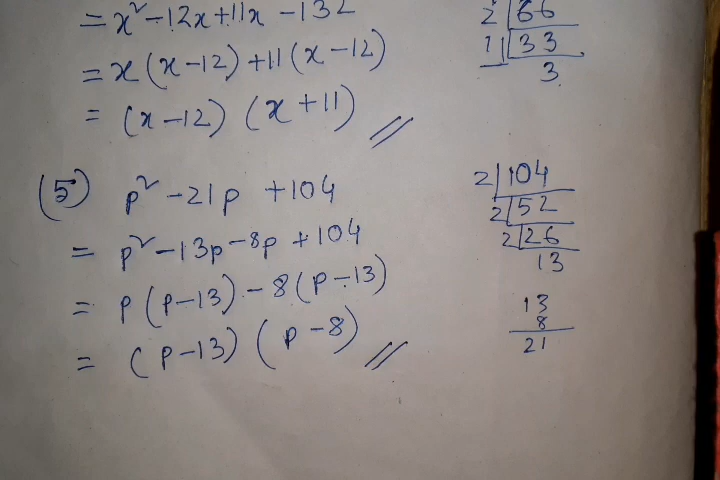 = x² -12x+11x -132
= x(x-12)+11(x-12)
= (x-12) (x+11) //
2 | 66
11 | 33
3
(5) p² -21p +104
= p² -13p -8p +104
= p(p-13) - 8(p-13)
= (p-13) (p-8) //
2 | 104
2 | 52
2 | 26
13
13
8
21